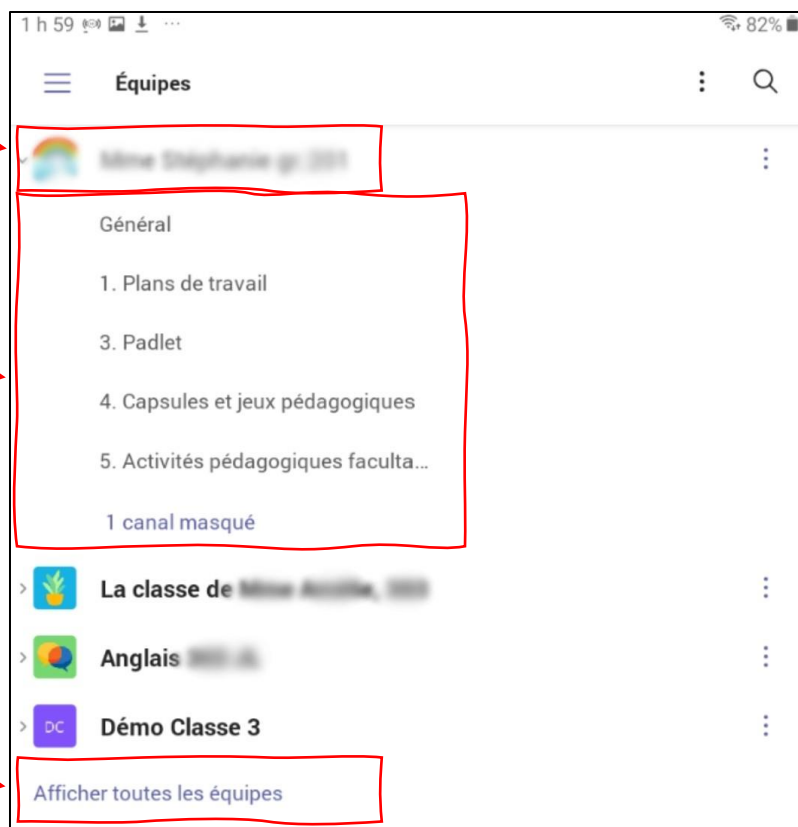 1 h 59
82%
Équipes
Général
1. Plans de travail
3. Padlet
4. Capsules et jeux pédagogiques
5. Activités pédagogiques faculta...
1 canal masqué
La classe de
Anglais
DC
Démo Classe 3
Afficher toutes les équipes